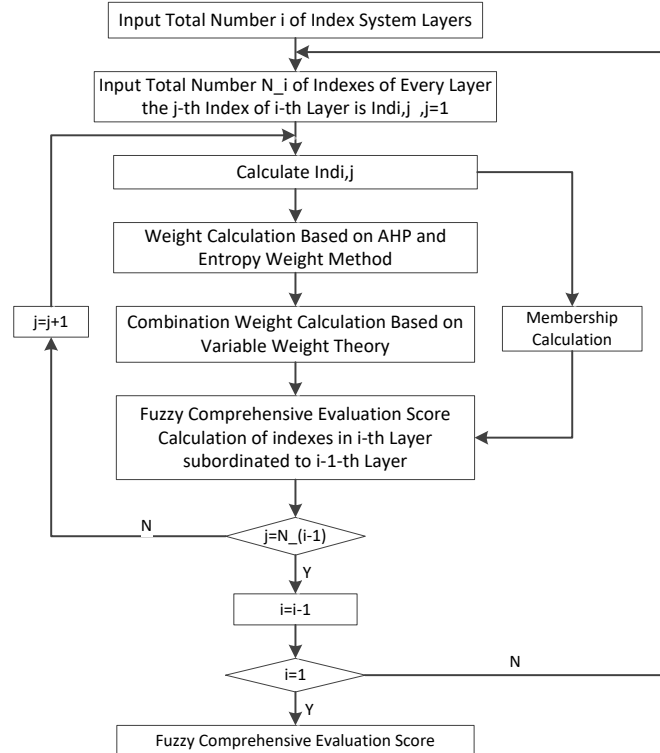 Input Total Number i of Index System Layers
Input Total Number N_i of Indexes of Every Layer
the j-th Index of i-th Layer is Indi,j ,j=1
Calculate Indi,j
Weight Calculation Based on AHP and
Entropy Weight Method
j=j+1
Combination Weight Calculation Based on
Variable Weight Theory
Membership
Calculation
Fuzzy Comprehensive Evaluation Score
Calculation of indexes in i-th Layer
subordinated to i-1-th Layer
N
j=N_(i-1)
Y
i=i-1
i=1
N
Y
Fuzzy Comprehensive Evaluation Score